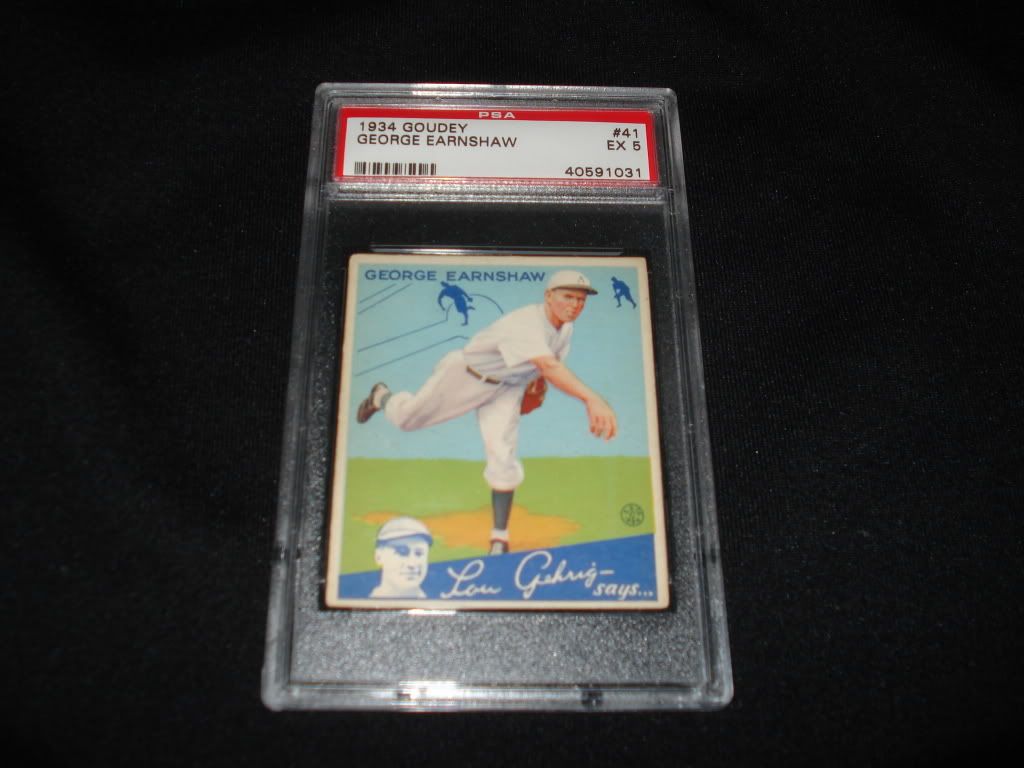 PSA
1934 GOUDEY #41
GEORGE EARNSHAW EX 5
40591031
GEORGE EARNSHAW
Lou Gehrig-
says...